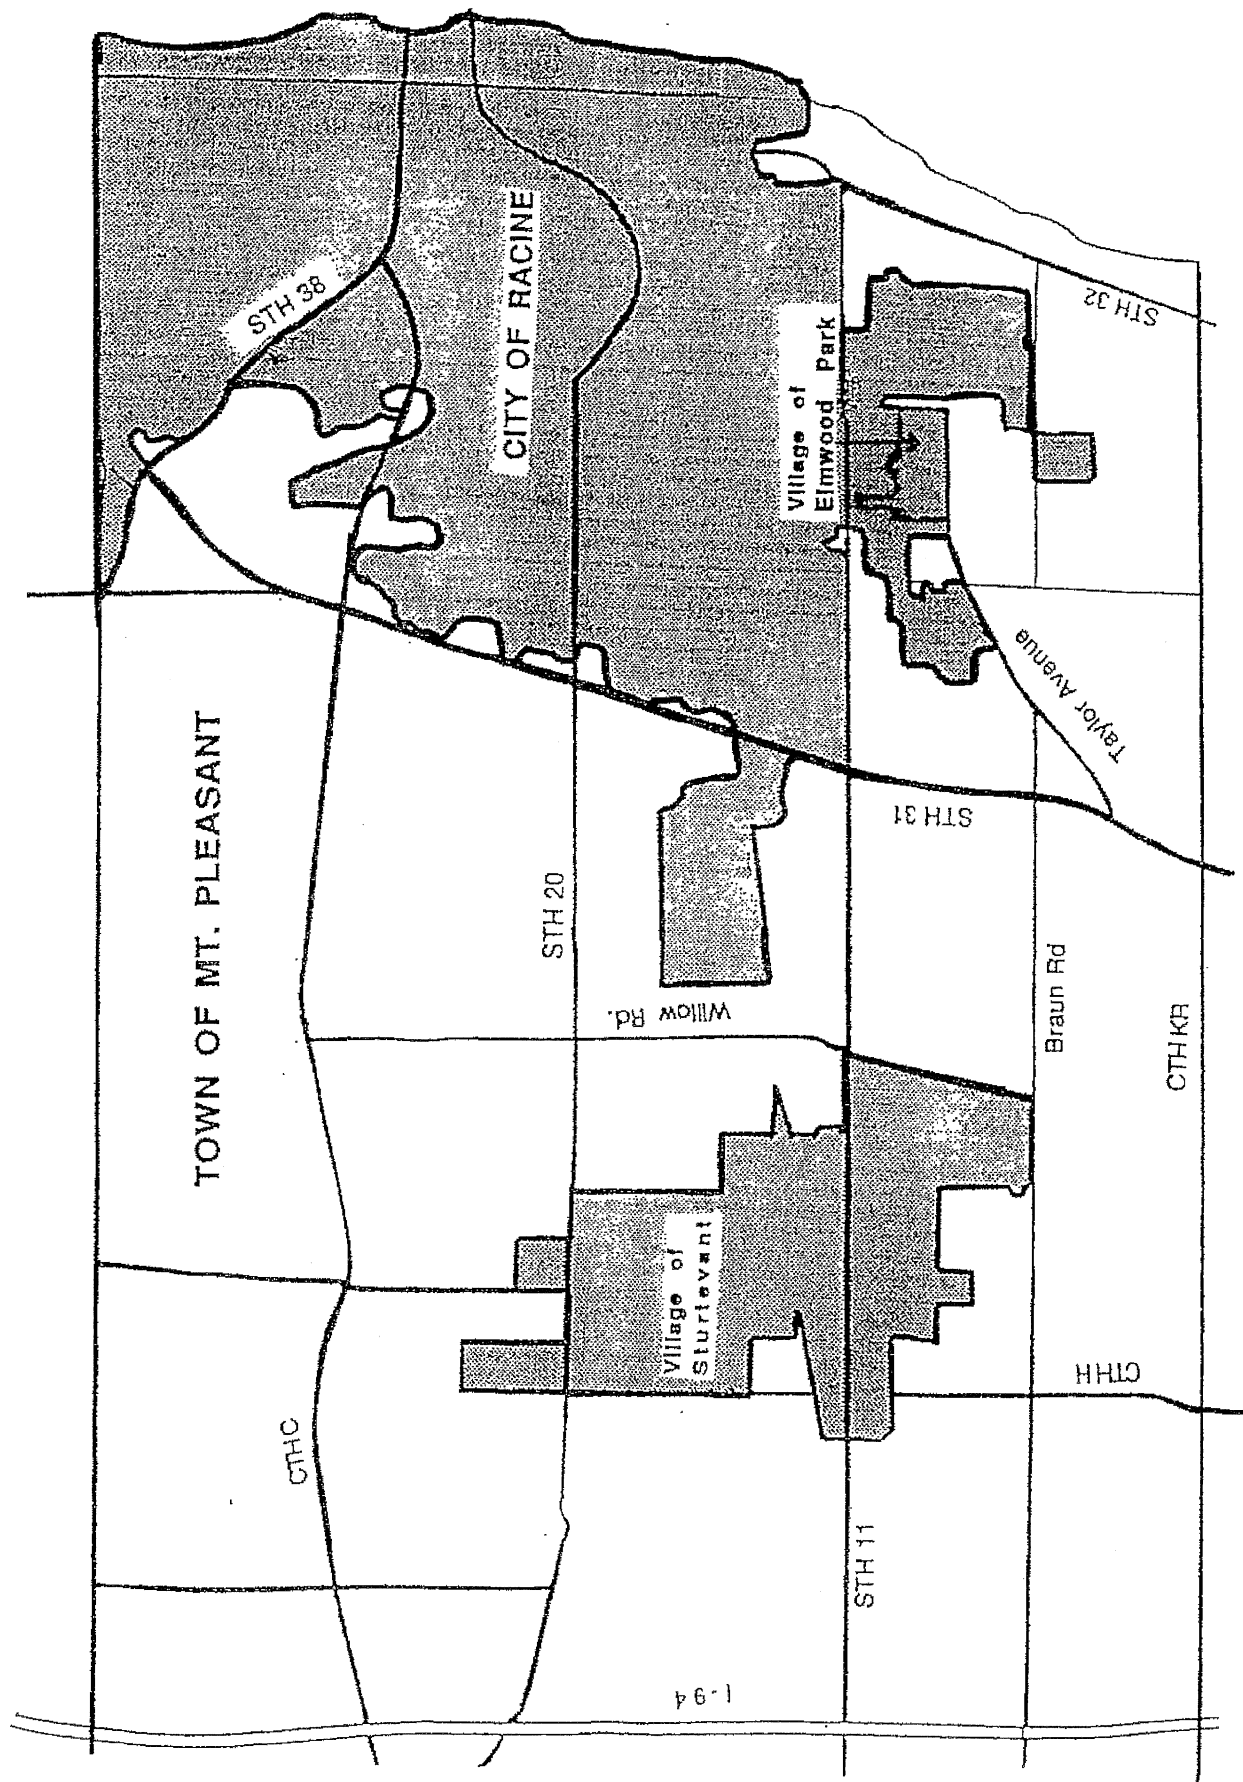 TOWN OF MT. PLEASANT
CITY OF RACINE
STH 38
Village of
Elmwood Park
Village of
Sturtevant
CTH C
STH 20
Willow Rd.
STH 11
STH 31
STH 32
Taylor Avenue
Braun Rd
CTH KR
CTH H
I-94